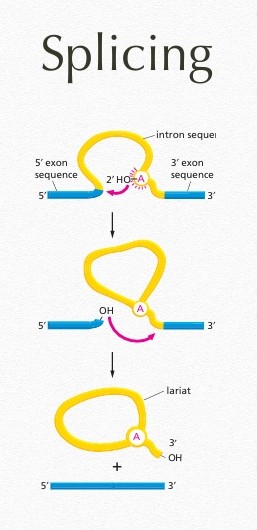 Splicing
intron seque
5′ exon
sequence
3′ exon
sequence
2′ HO
A
5′
3′
OH
A
5′
3′
lariat
A
3′
OH
+
5′
3′